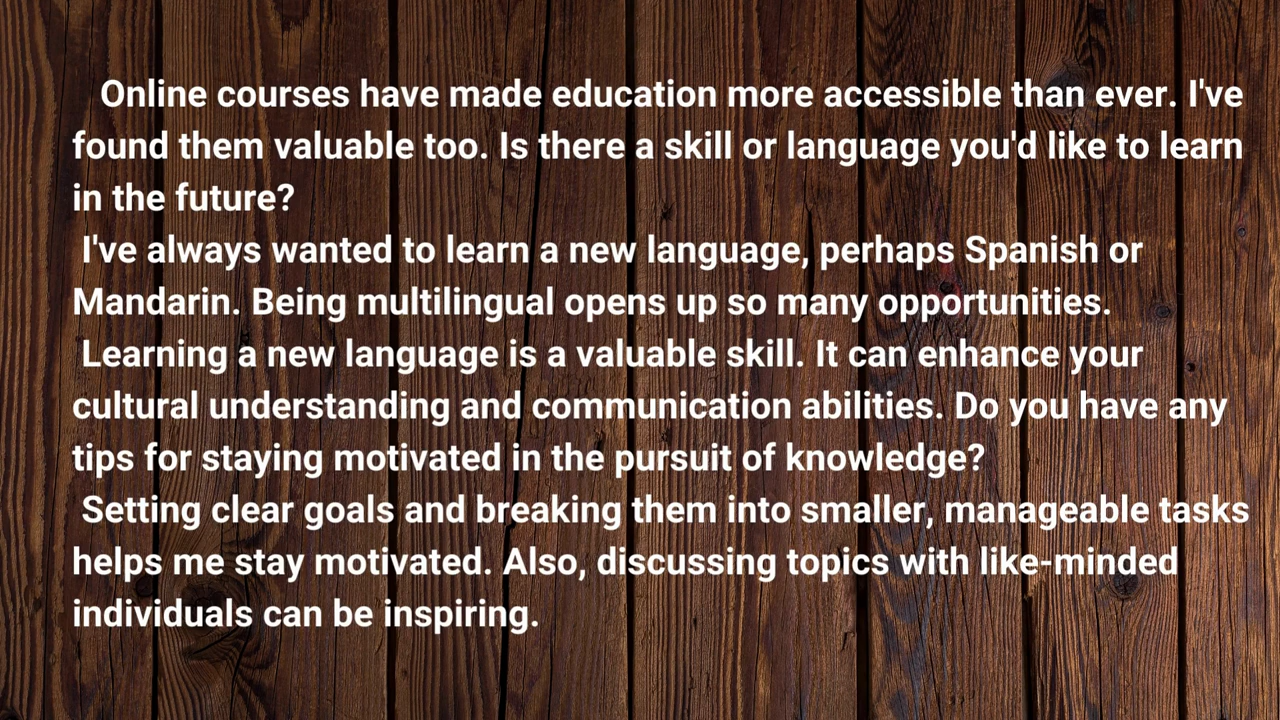 Online courses have made education more accessible than ever. I've
found them valuable too. Is there a skill or language you'd like to learn
in the future?
I've always wanted to learn a new language, perhaps Spanish or
Mandarin. Being multilingual opens up so many opportunities.
Learning a new language is a valuable skill. It can enhance your
cultural understanding and communication abilities. Do you have any
tips for staying motivated in the pursuit of knowledge?
Setting clear goals and breaking them into smaller, manageable tasks
helps me stay motivated. Also, discussing topics with like-minded
individuals can be inspiring.